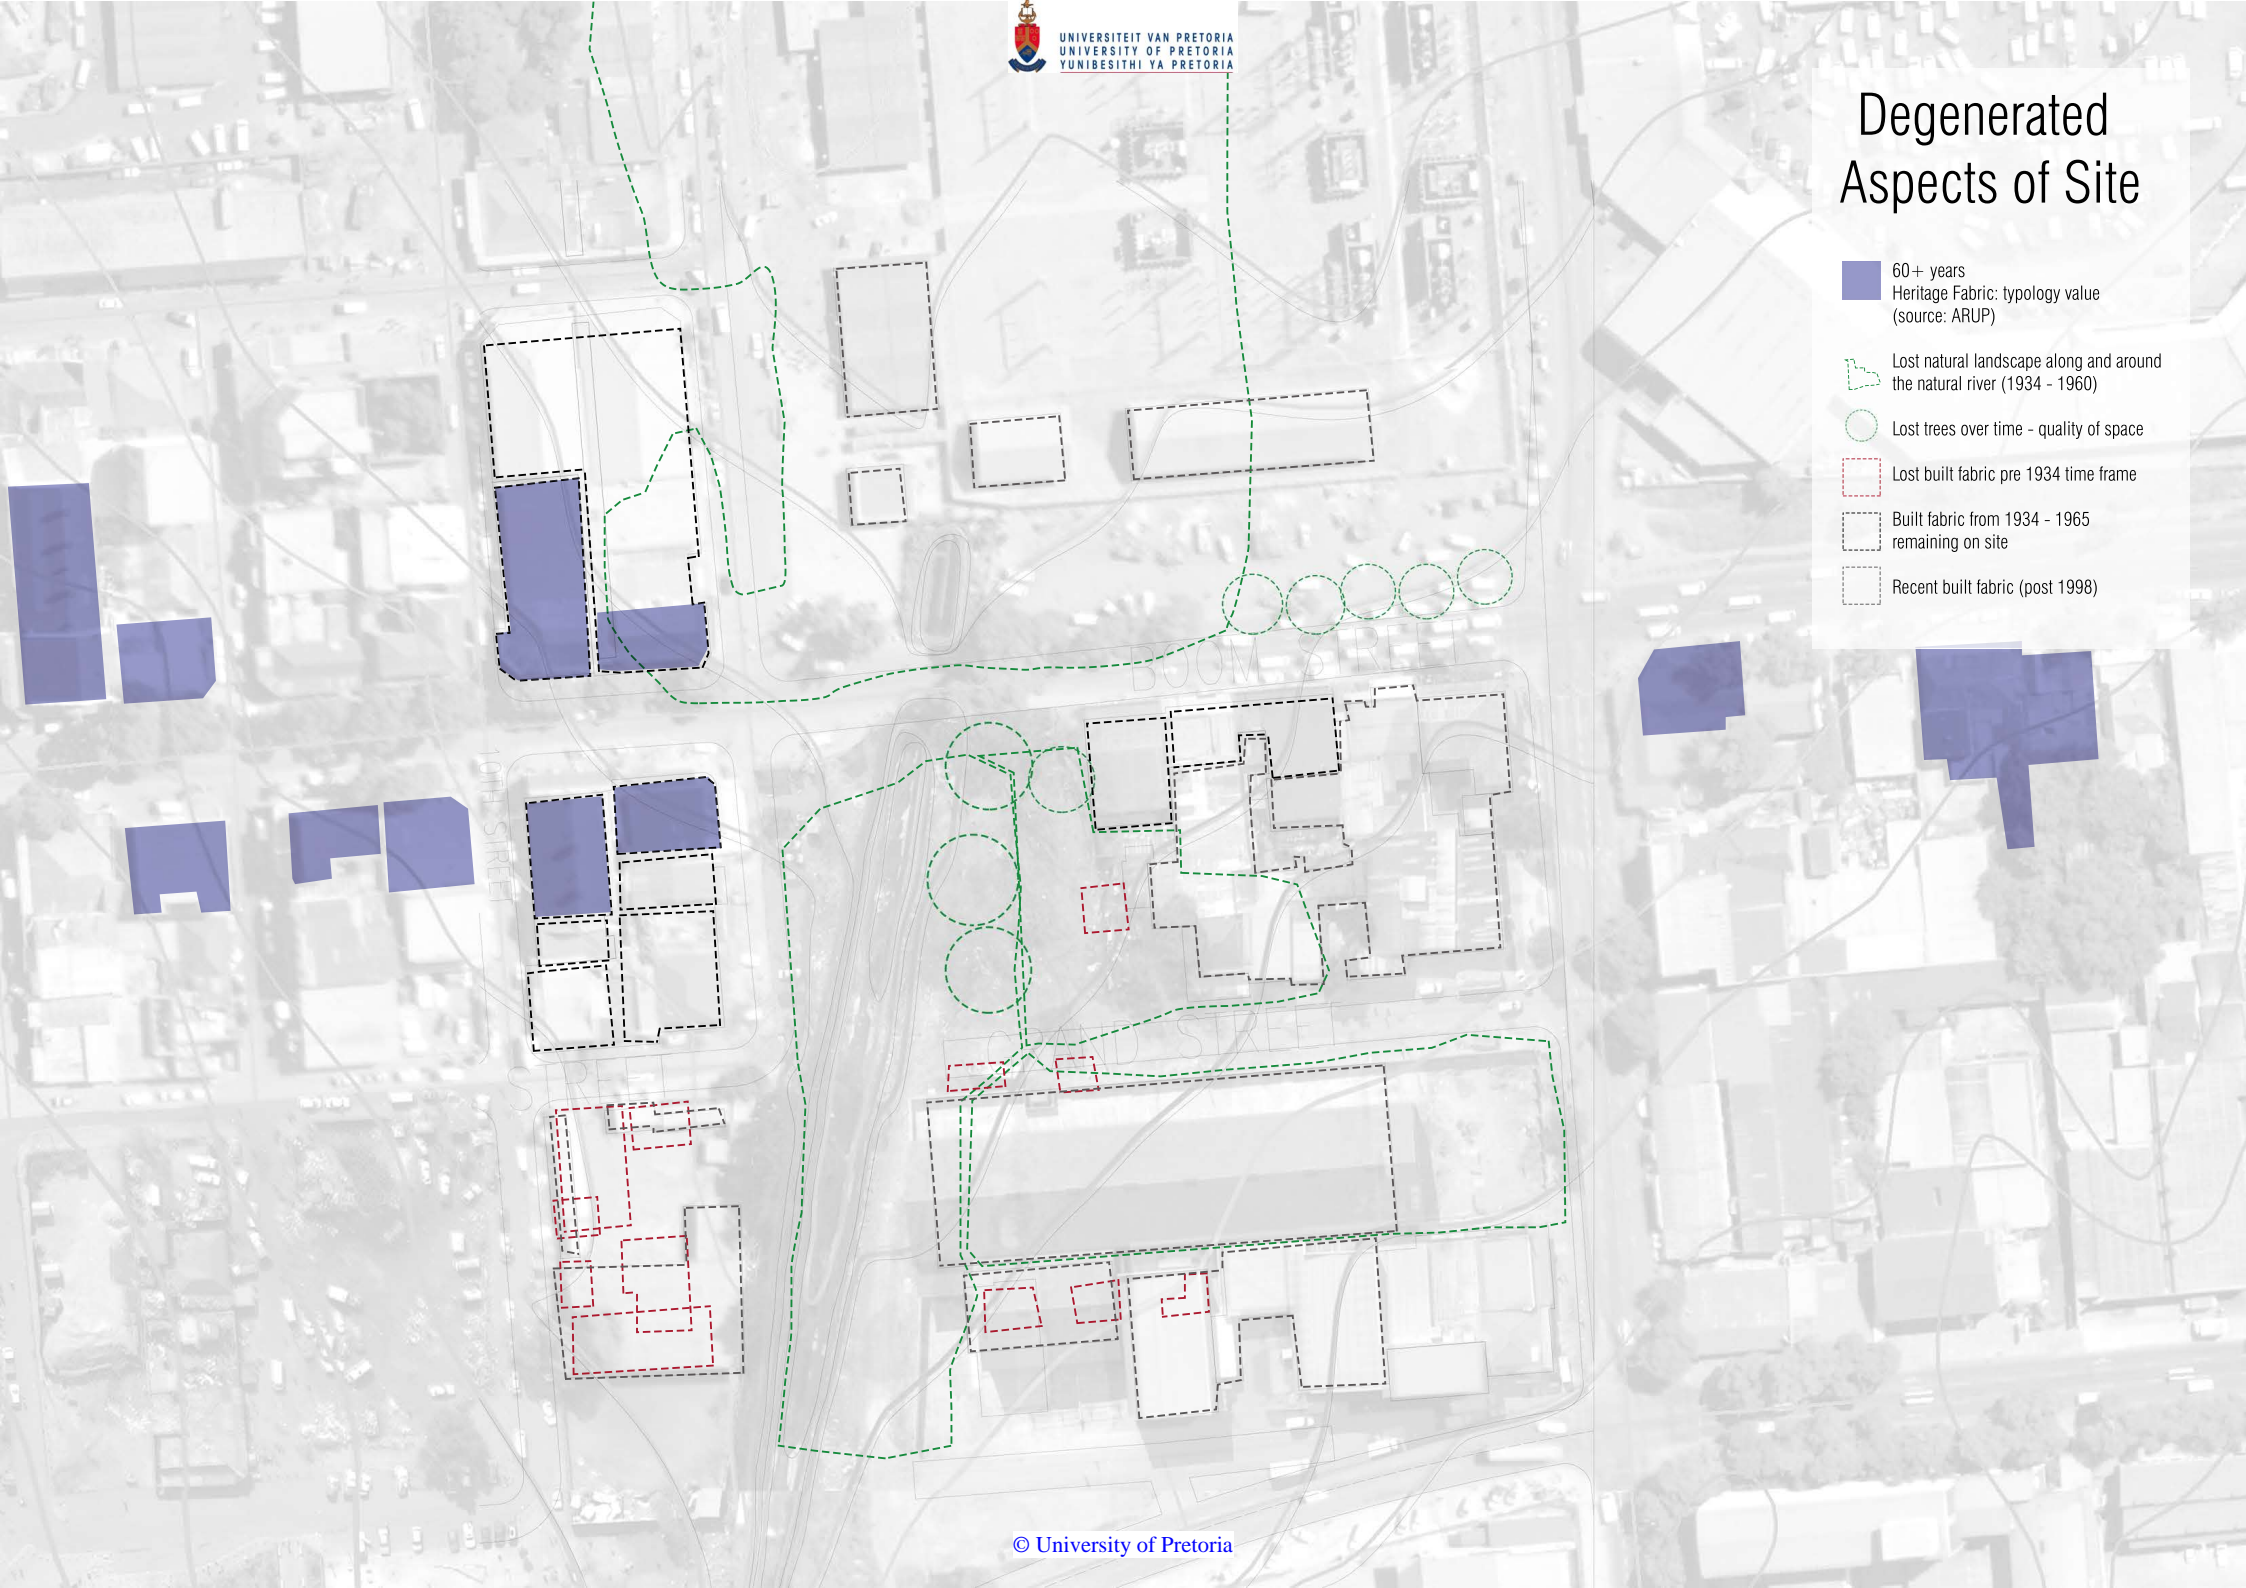 UNIVERSITEIT VAN PRETORIA
UNIVERSITY OF PRETORIA
YUNIBESITHI YA PRETORIA
Degenerated
Aspects of Site
60+ years
Heritage Fabric: typology value
(source: ARUP)
Lost natural landscape along and around
the natural river (1934 - 1960)
Lost trees over time - quality of space
Lost built fabric pre 1934 time frame
Built fabric from 1934 - 1965
remaining on site
Recent built fabric (post 1998)
BOOM STREET
STREET
STREET
STREET
© University of Pretoria